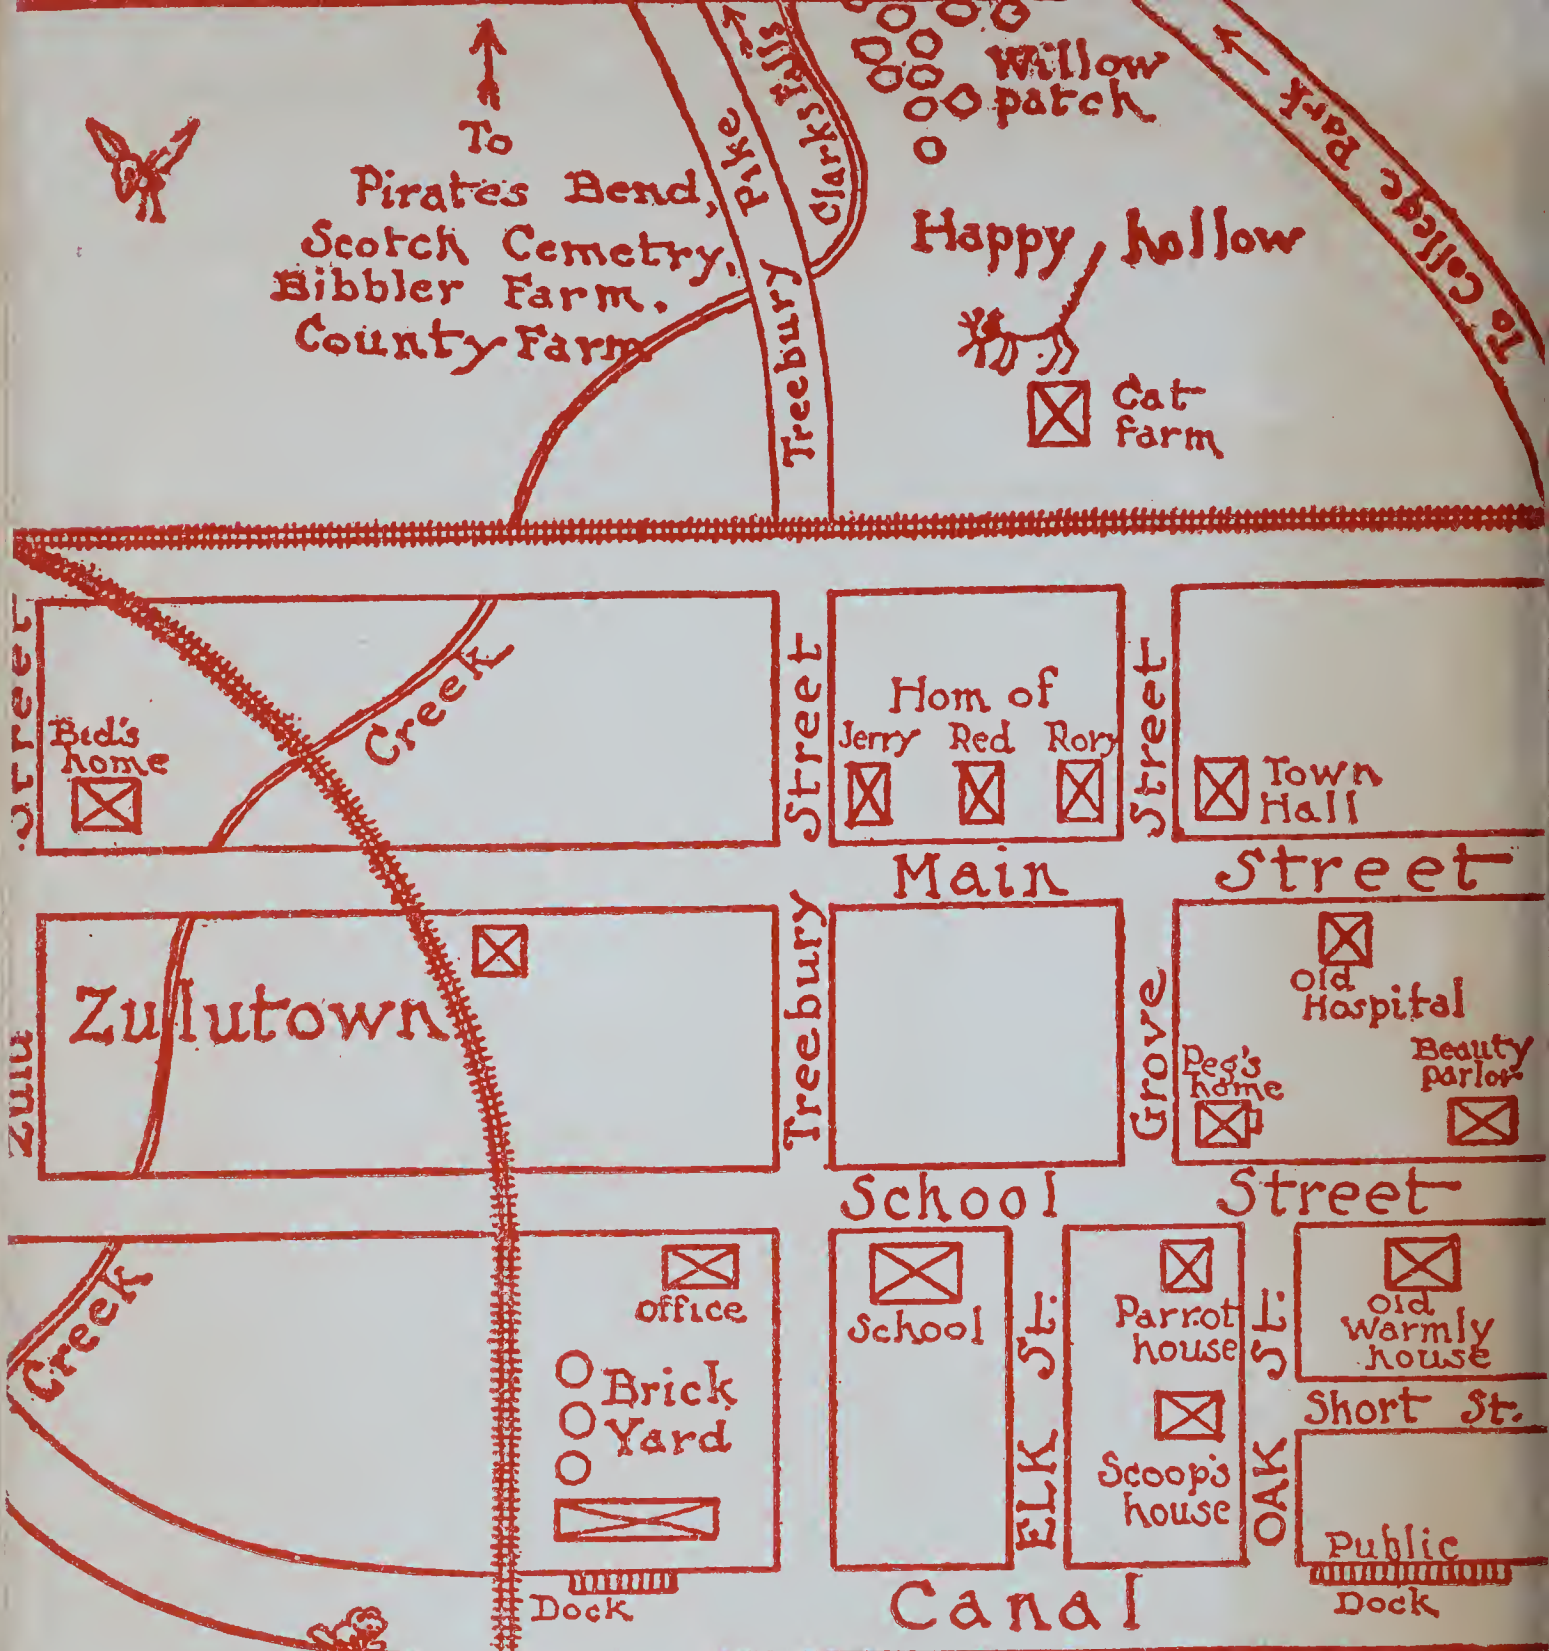 To
Pirates Bend,
Scotch Cemetry,
Bibbler Farm.
County Farm
Treebury Pike
Clarks Falls
Willow
patch
To College Park
Happy hollow
Cat
farm
Street
Bid's
home
Creek
Street
Hom of
Jerry Red Rory
Street
Town
Hall
Main Street
Zulu
Zulutown
Treebury
Grove
Old
Hospital
Peg's
home
Beauty
parlor
School Street
Creek
office
Brick
Yard
School
ELK St.
Parrot
house
Scoop's
house
OAK St.
Old
Warmly
house
Short St.
Public
Dock
Dock
Canal